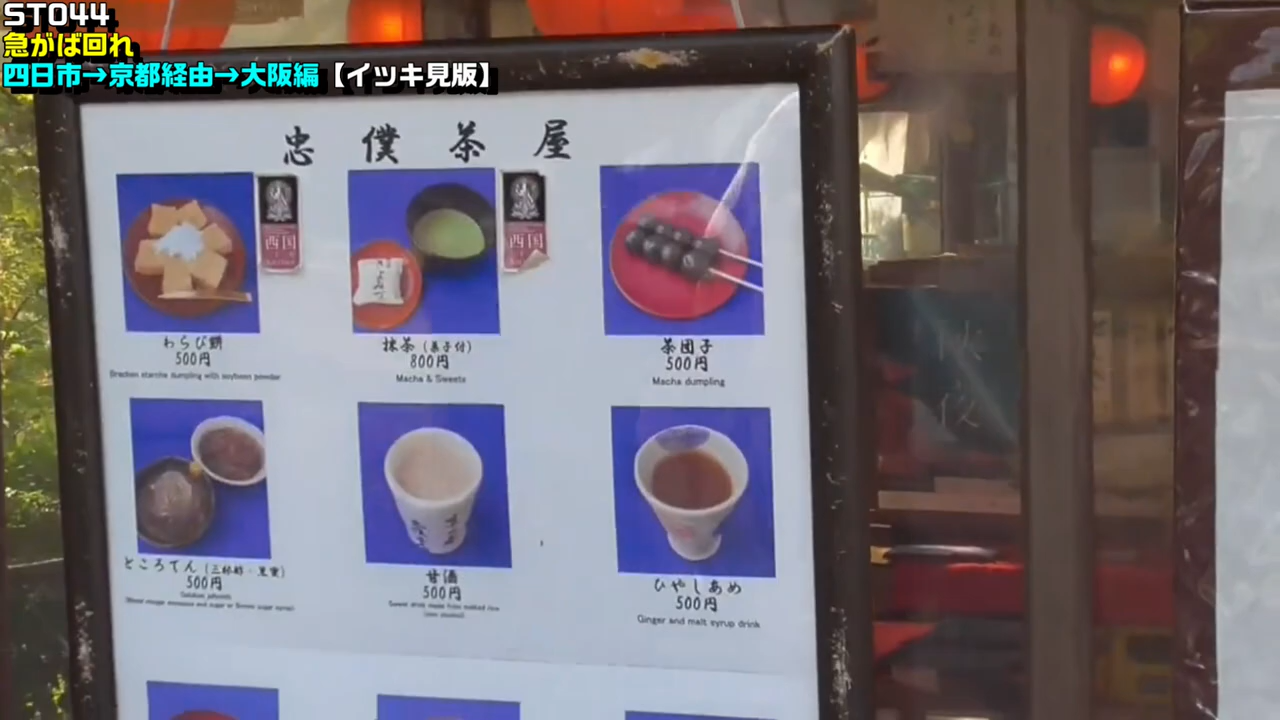 ST044
急がば回れ
四日市→京都経由→大阪編【イツキ見版】
忠僕茶屋
西国
西国
わらび餅
500円
Bracken starche dumpling with soybean powder
抹茶（菓子付）
800円
Macha & Sweets
茶団子
500円
Macha dumpling
ところてん（三杯酢・黒蜜）
500円
甘酒
500円
ひやしあめ
500円
Ginger and malt syrup drink